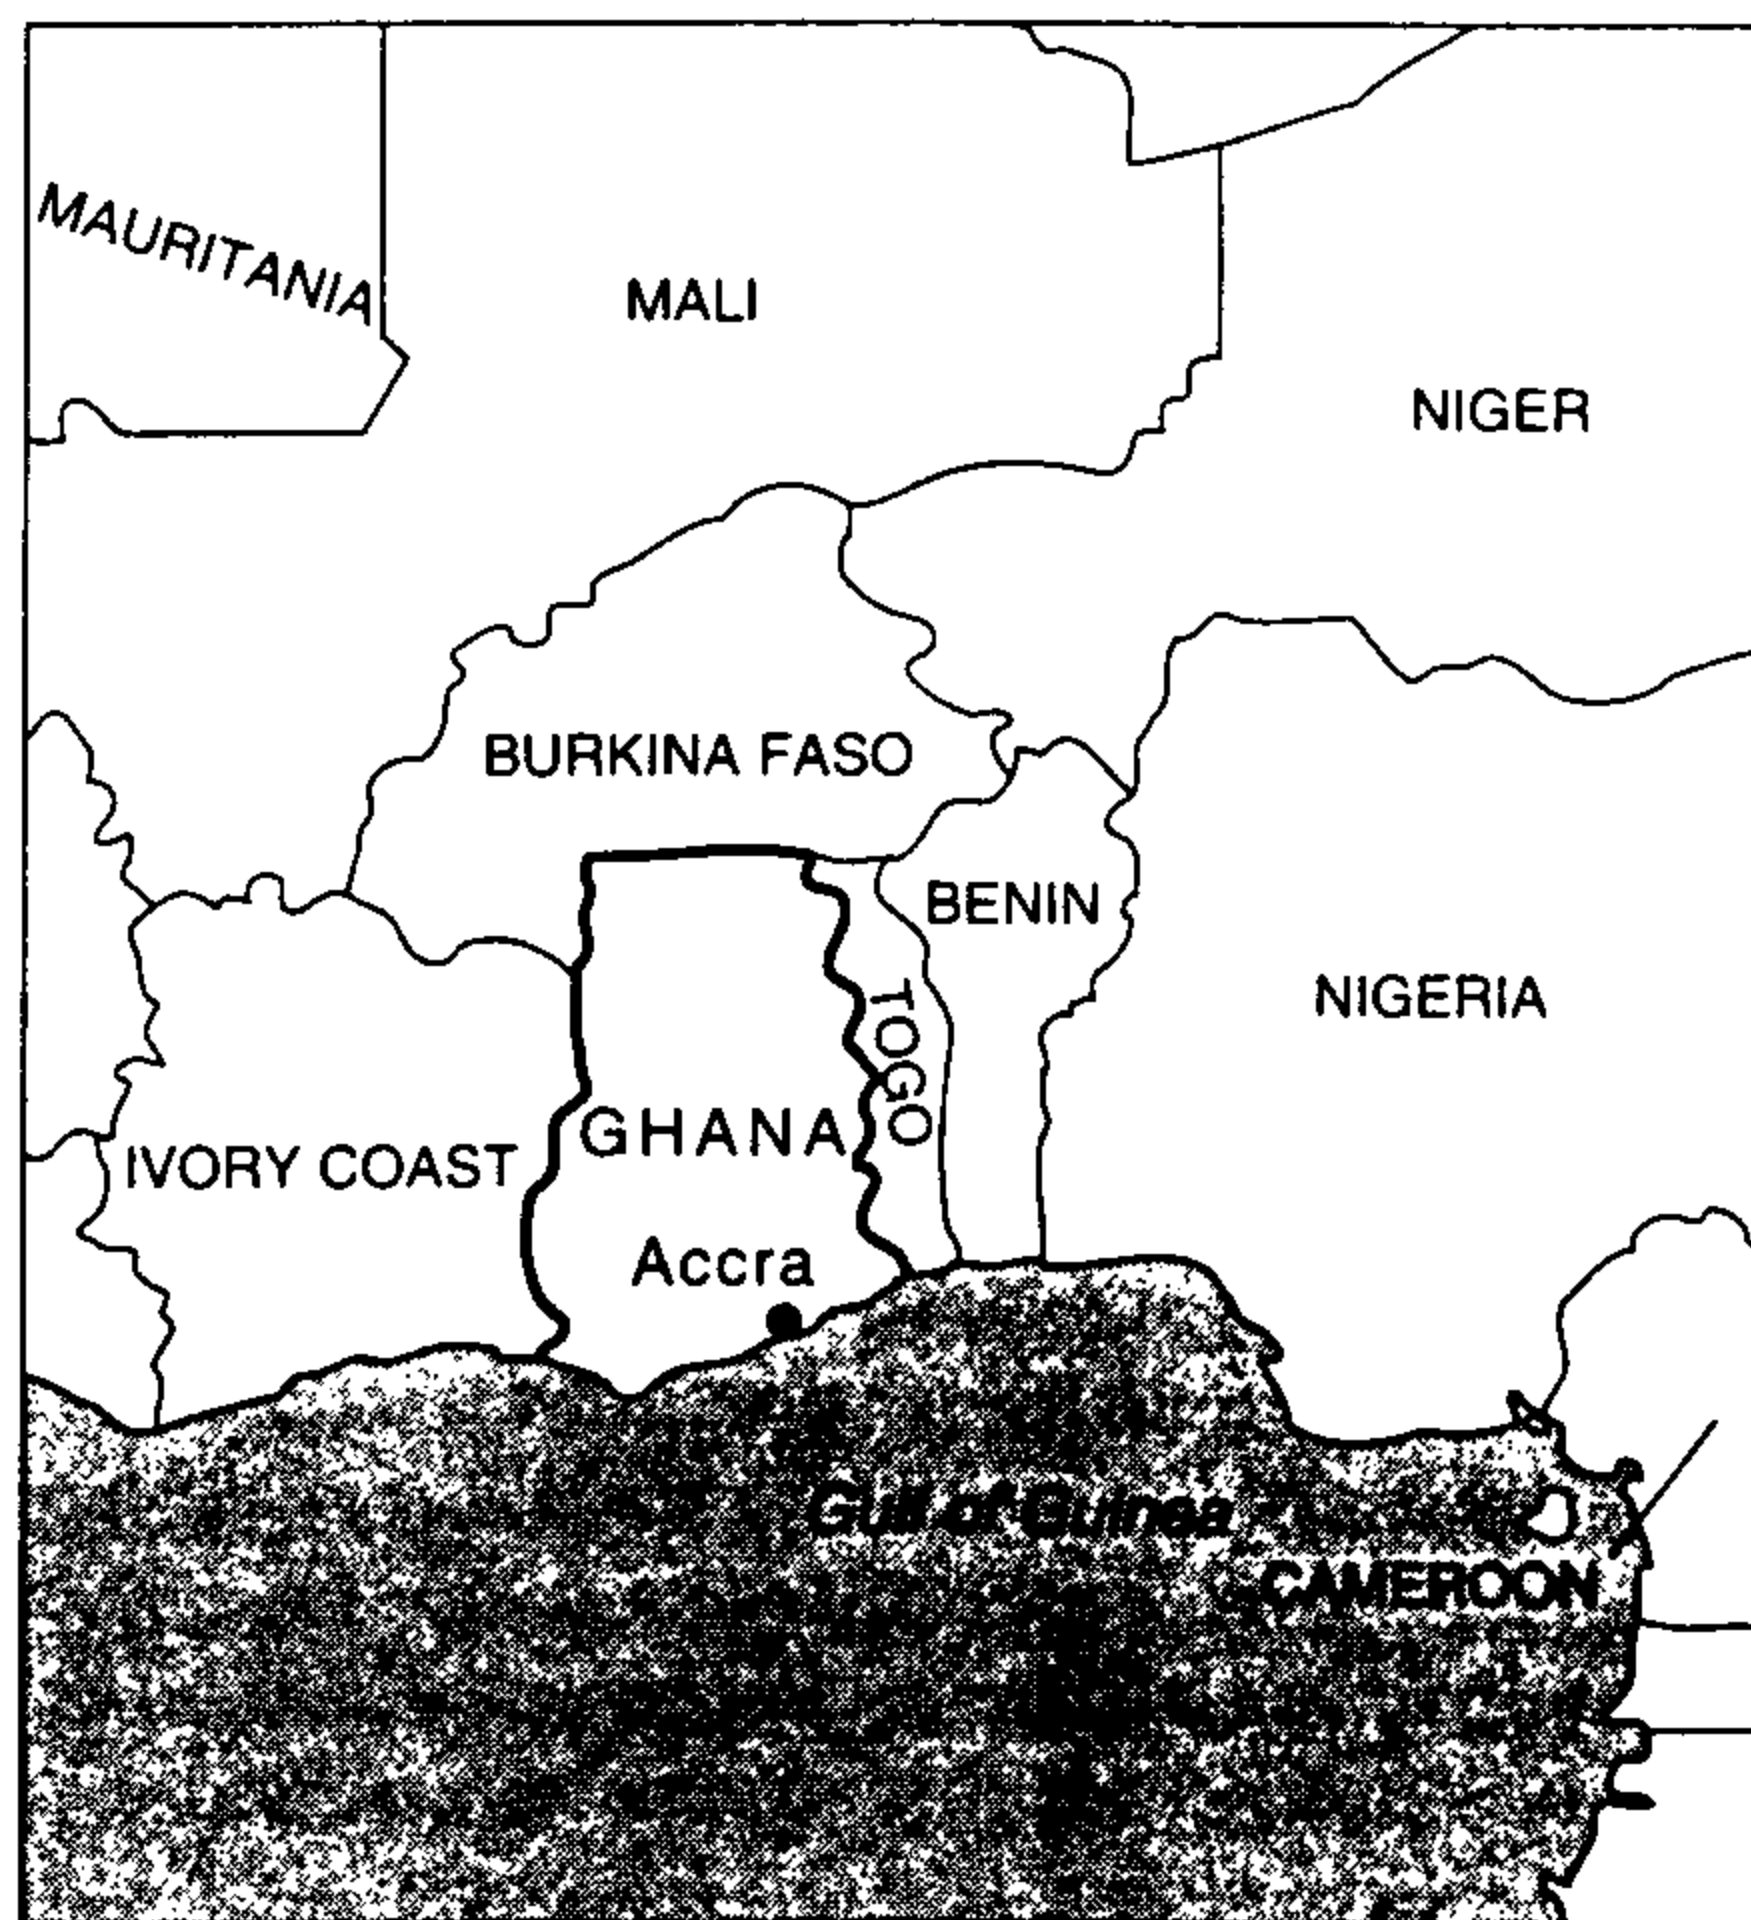 MAURITANIA
MALI
NIGER
BURKINA FASO
BENIN
NIGERIA
TOGO
GHANA
IVORY COAST
Accra
Gulf of Guinea
CAMEROON